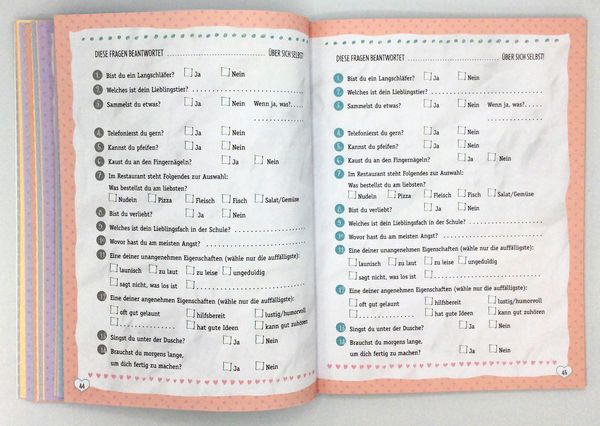 DIESE FRAGEN BEANTWORTET ........................ ÜBER SICH SELBST!
1 Bist du ein Langschläfer? Ja Nein
2 Welches ist dein Lieblingstier?
3 Sammelst du etwas? Ja Nein Wenn ja, was?
4 Telefonierst du gern? Ja Nein
5 Kannst du pfeifen? Ja Nein
6 Kaust du an den Fingernägeln? Ja Nein
7 Im Restaurant steht Folgendes zur Auswahl:
Was bestellst du am liebsten?
Nudeln Pizza Fleisch Fisch Salat/Gemüse
8 Bist du verliebt? Ja Nein
9 Welches ist dein Lieblingsfach in der Schule?
10 Wovor hast du am meisten Angst?
11 Eine deiner unangenehmen Eigenschaften (wähle nur die auffälligste):
launisch zu laut zu leise ungeduldig
sagt nicht, was los ist
12 Eine deiner angenehmen Eigenschaften (wähle nur die auffälligste):
oft gut gelaunt hilfsbereit lustig/humorvoll
hat gute Ideen kann gut zuhören
13 Singst du unter der Dusche? Ja Nein
14 Brauchst du morgens lange,
um dich fertig zu machen? Ja Nein
44
DIESE FRAGEN BEANTWORTET ........................ ÜBER SICH SELBST!
1 Bist du ein Langschläfer? Ja Nein
2 Welches ist dein Lieblingstier?
3 Sammelst du etwas? Ja Nein Wenn ja, was?
4 Telefonierst du gern? Ja Nein
5 Kannst du pfeifen? Ja Nein
6 Kaust du an den Fingernägeln? Ja Nein
7 Im Restaurant steht Folgendes zur Auswahl:
Was bestellst du am liebsten?
Nudeln Pizza Fleisch Fisch Salat/Gemüse
8 Bist du verliebt? Ja Nein
9 Welches ist dein Lieblingsfach in der Schule?
10 Wovor hast du am meisten Angst?
11 Eine deiner unangenehmen Eigenschaften (wähle nur die auffälligste):
launisch zu laut zu leise ungeduldig
sagt nicht, was los ist
12 Eine deiner angenehmen Eigenschaften (wähle nur die auffälligste):
oft gut gelaunt hilfsbereit lustig/humorvoll
hat gute Ideen kann gut zuhören
13 Singst du unter der Dusche? Ja Nein
14 Brauchst du morgens lange,
um dich fertig zu machen? Ja Nein
45